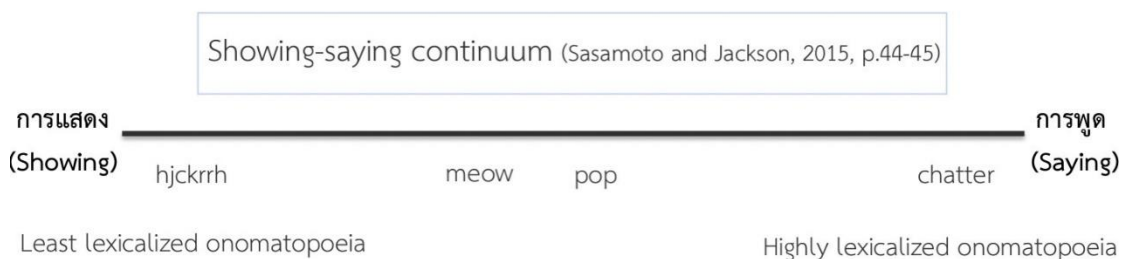 Showing-saying continuum (Sasamoto and Jackson, 2015, p.44-45)
การแสดง
(Showing)
การพูด
(Saying)
hjckrrh meow pop chatter
Least lexicalized onomatopoeia
Highly lexicalized onomatopoeia